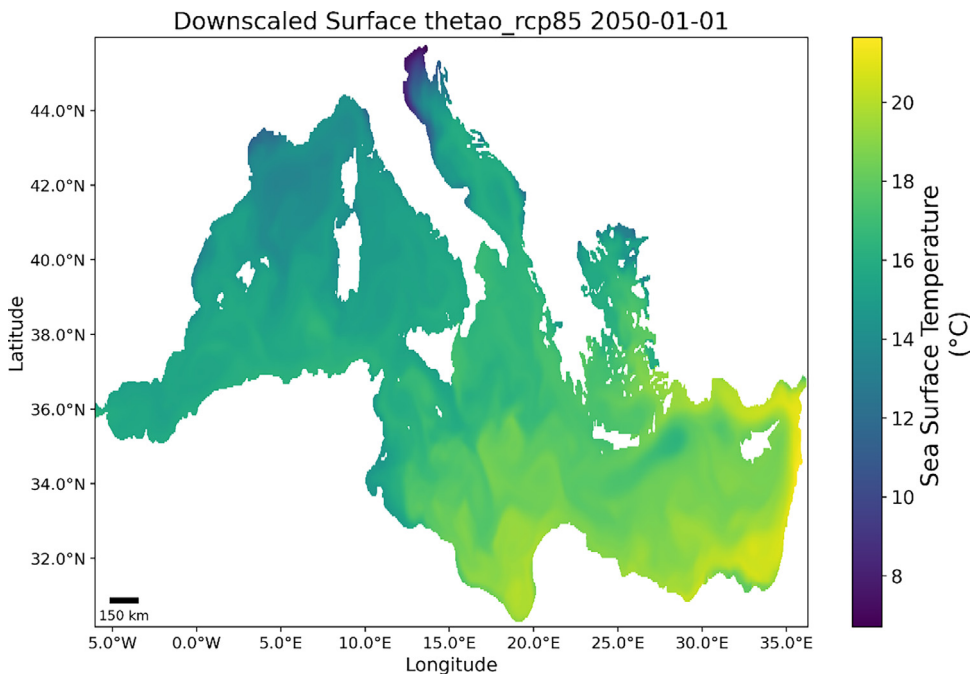 Downscaled Surface thetao_rcp85 2050-01-01
44.0°N
42.0°N
40.0°N
38.0°N
36.0°N
34.0°N
32.0°N
Latitude
150 km
5.0°W
0.0°E
5.0°E
10.0°E
15.0°E
20.0°E
25.0°E
30.0°E
35.0°E
Longitude
20
18
16
14
12
10
8
Sea Surface Temperature
(°C)